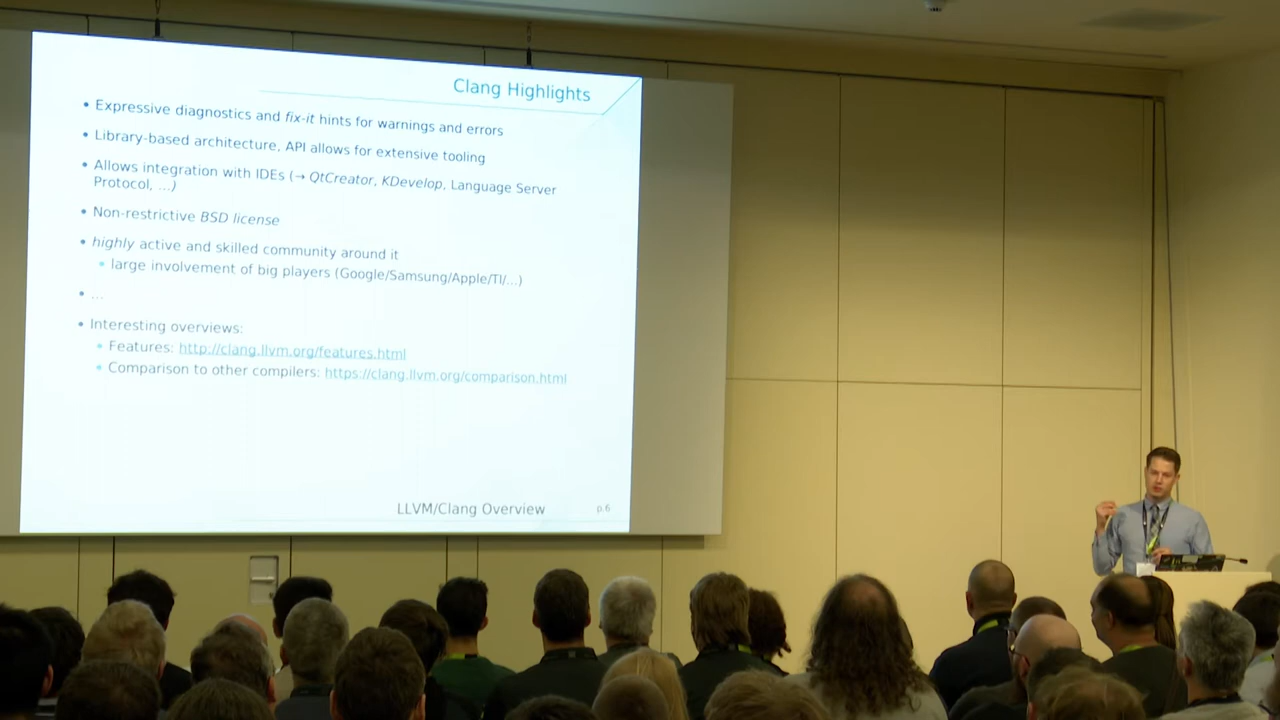 Clang Highlights
• Expressive diagnostics and fix-it hints for warnings and errors
• Library-based architecture, API allows for extensive tooling
• Allows integration with IDEs (→ QtCreator, KDevelop, Language Server
Protocol, ...)
• Non-restrictive BSD license
• highly active and skilled community around it
• large involvement of big players (Google/Samsung/Apple/TI/...)
• ...
• Interesting overviews:
• Features: http://clang.llvm.org/features.html
• Comparison to other compilers: https://clang.llvm.org/comparison.html
LLVM/Clang Overview p.6